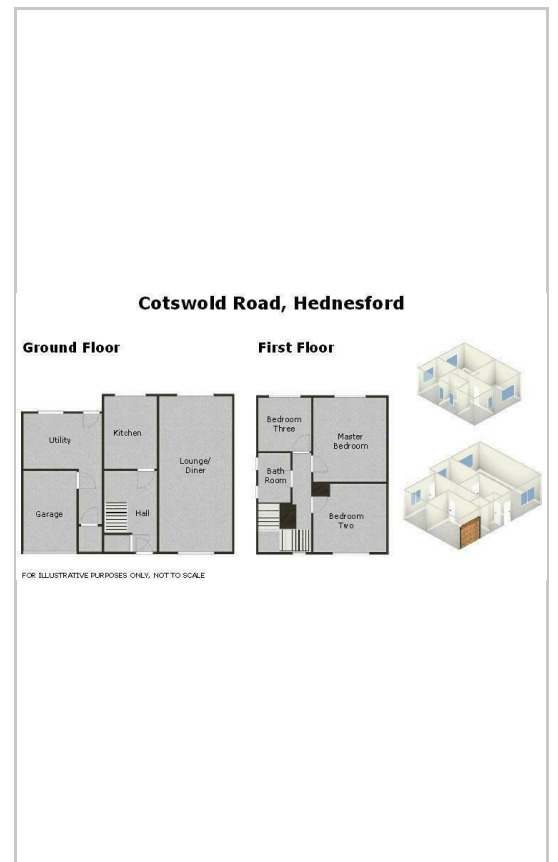 Cotswold Road, Hednesford
Ground Floor
First Floor
Utility
Kitchen
Lounge/
Diner
Garage
Hall
Bedroom
Three
Master
Bedroom
Bath
Room
Bedroom
Two
FOR ILLUSTRATIVE PURPOSES ONLY, NOT TO SCALE